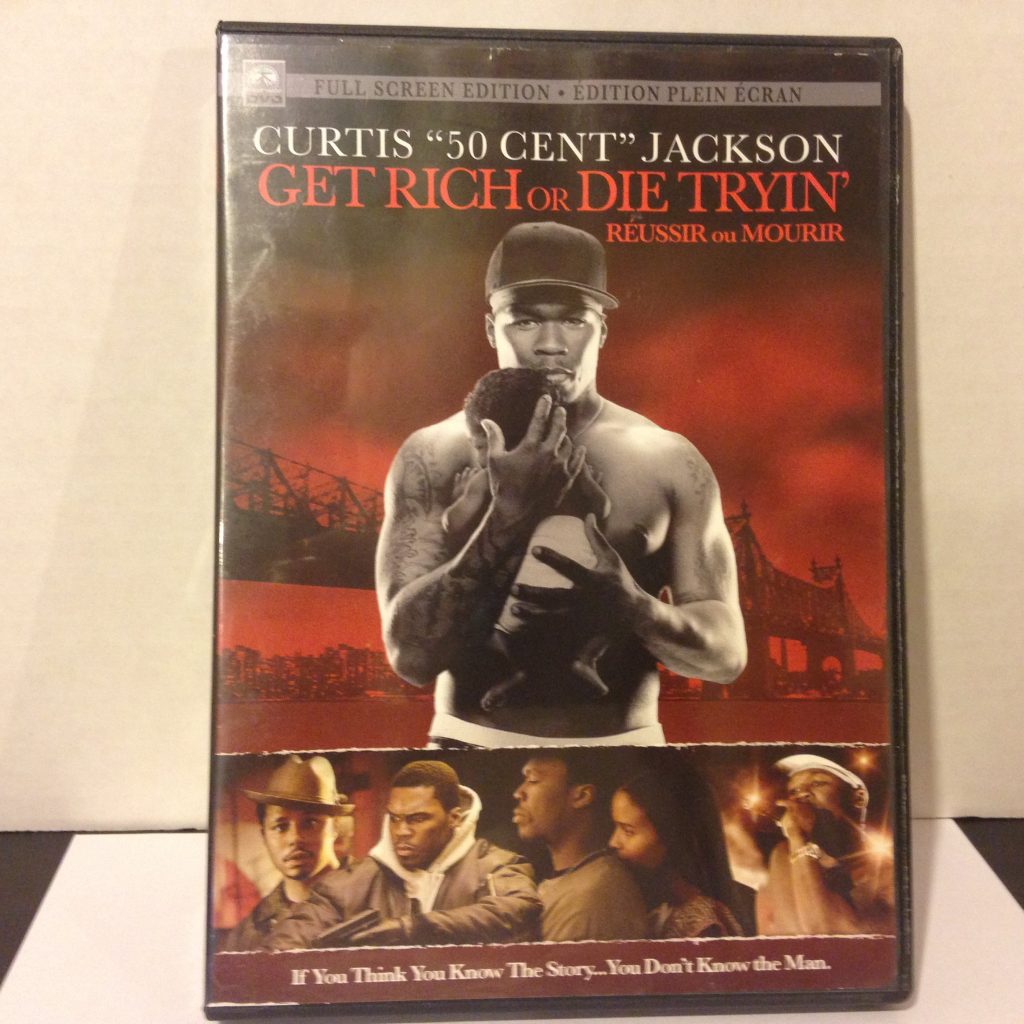 FULL SCREEN EDITION • ÉDITION PLEIN ÉCRAN
CURTIS “50 CENT” JACKSON
GET RICH OR DIE TRYIN’
RÉUSSIR ou MOURIR
If You Think You Know The Story...You Don’t Know the Man.